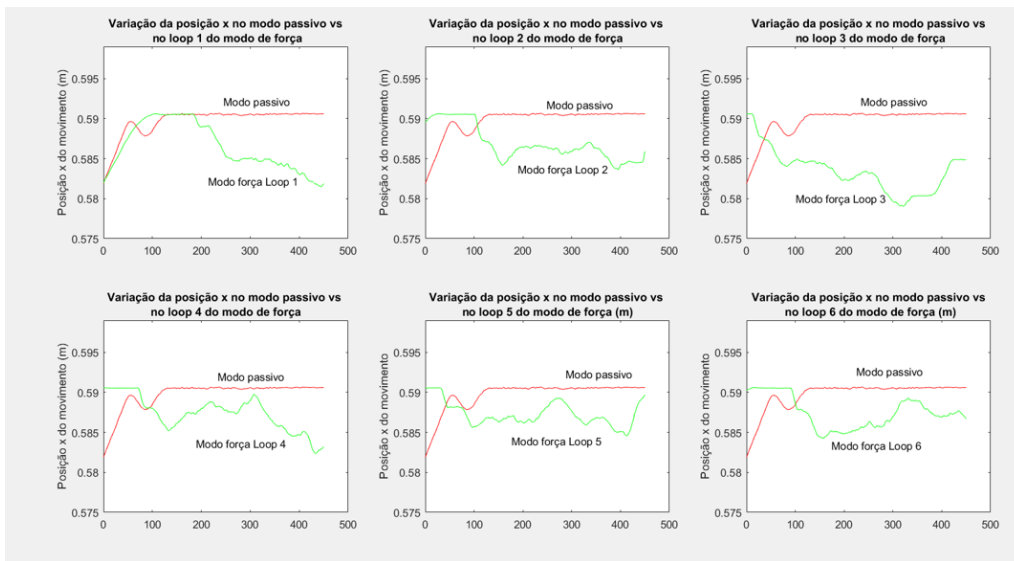 Variação da posição x no modo passivo vs
no loop 1 do modo de força
Posição x do movimento (m)
0.595
0.59
0.585
0.58
0.575
0
100
200
300
400
500
Modo passivo
Modo força Loop 1
Variação da posição x no modo passivo vs
no loop 2 do modo de força
Posição x do movimento (m)
0.595
0.59
0.585
0.58
0.575
0
100
200
300
400
500
Modo passivo
Modo força Loop 2
Variação da posição x no modo passivo vs
no loop 3 do modo de força
Posição x do movimento (m)
0.595
0.59
0.585
0.58
0.575
0
100
200
300
400
500
Modo passivo
Modo força Loop 3
Variação da posição x no modo passivo vs
no loop 4 do modo de força
Posição x do movimento (m)
0.595
0.59
0.585
0.58
0.575
0
100
200
300
400
500
Modo passivo
Modo força Loop 4
Variação da posição x no modo passivo vs
no loop 5 do modo de força (m)
Posição x do movimento
0.595
0.59
0.585
0.58
0.575
0
100
200
300
400
500
Modo passivo
Modo força Loop 5
Variação da posição x no modo passivo vs
no loop 6 do modo de força (m)
Posição x do movimento
0.595
0.59
0.585
0.58
0.575
0
100
200
300
400
500
Modo passivo
Modo força Loop 6